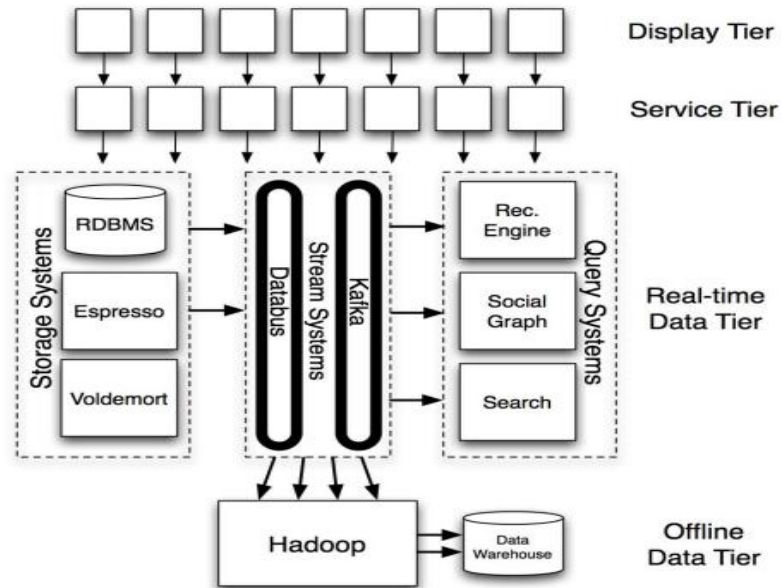 Display Tier
Service Tier
Storage Systems
RDBMS
Espresso
Voldemort
Databus
Stream Systems
Kafka
Rec.
Engine
Social
Graph
Search
Query Systems
Real-time
Data Tier
Hadoop
Data
Warehouse
Offline
Data Tier